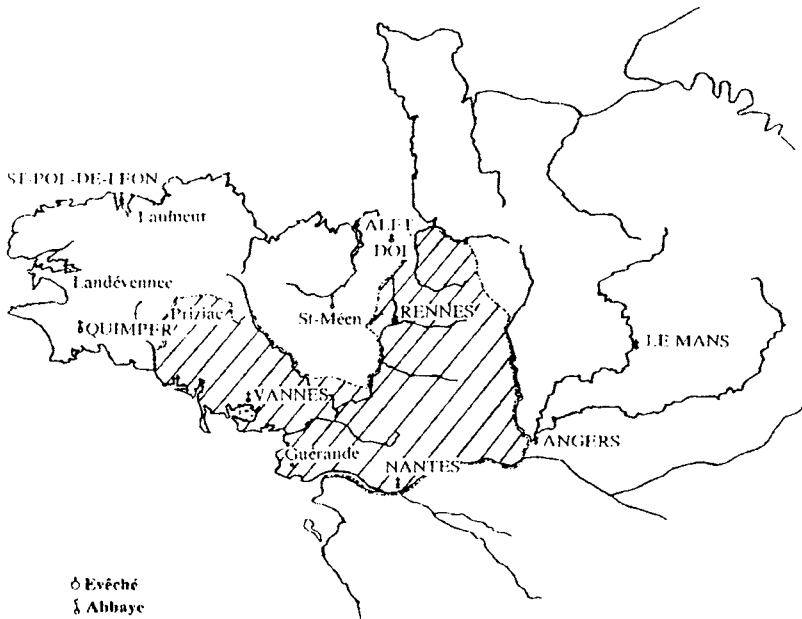 ST-POL-DE-LEON
Lanmeur
ALET
DOL
Landévennec
Priziac
St-Méen
RENNES
QUIMPER
LE MANS
VANNES
ANGERS
Guérande
NANTES
Evêché
Abbaye